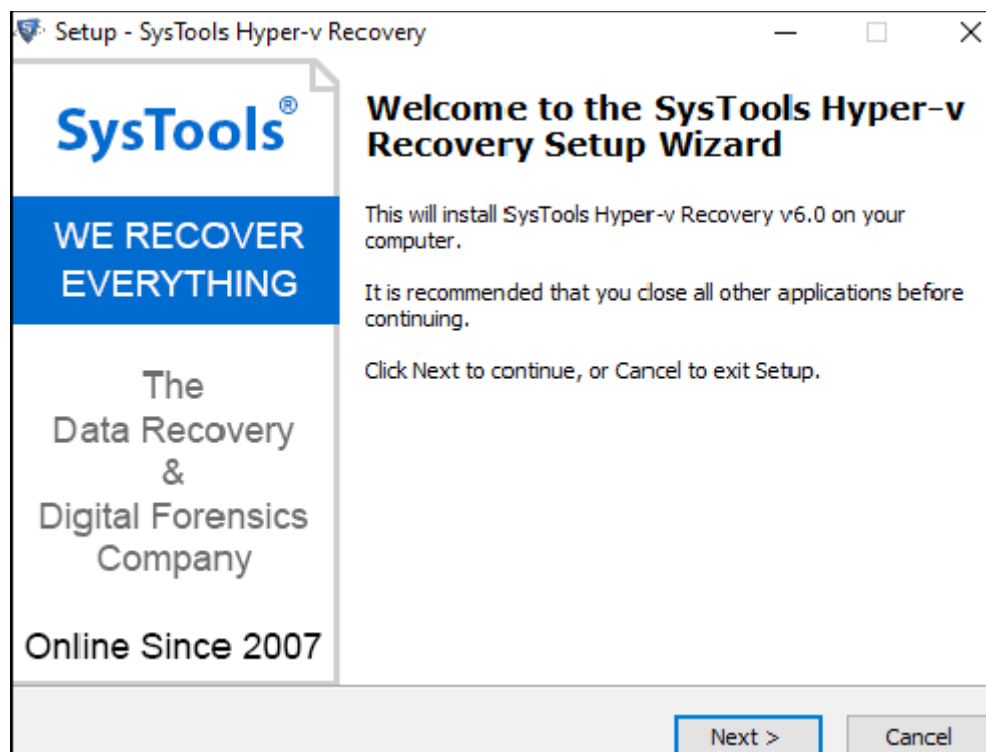 Setup - SysTools Hyper-v Recovery
SysTools®
WE RECOVER
EVERYTHING
The
Data Recovery
&
Digital Forensics
Company
Online Since 2007
Welcome to the SysTools Hyper-v
Recovery Setup Wizard
This will install SysTools Hyper-v Recovery v6.0 on your
computer.
It is recommended that you close all other applications before
continuing.
Click Next to continue, or Cancel to exit Setup.
Next >
Cancel